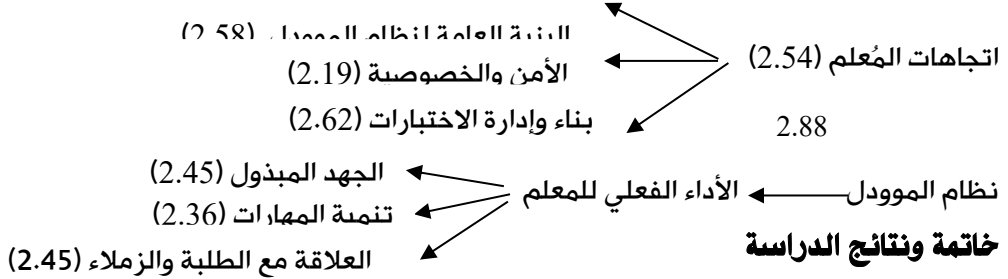 البنية العامة لنظام الموودل (2.58)
اتجاهات المُعلم (2.54)
الأمن والخصوصية (2.19)
بناء وإدارة الاختبارات (2.62)
2.88
الجهد المبذول (2.45)
نظام الموودل
الأداء الفعلي للمعلم
تنمية المهارات (2.36)
خاتمة ونتائج الدراسة
العلاقة مع الطلبة والزملاء (2.45)